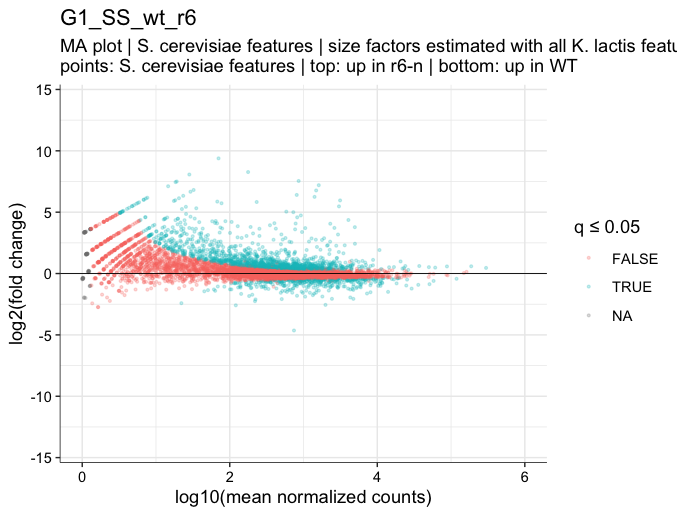 G1_SS_wt_r6
MA plot | S. cerevisiae features | size factors estimated with all K. lactis featu
points: S. cerevisiae features | top: up in r6-n | bottom: up in WT
15
10
5
0
-5
-10
-15
log2(fold change)
0
2
4
6
log10(mean normalized counts)
q ≤ 0.05
FALSE
TRUE
NA